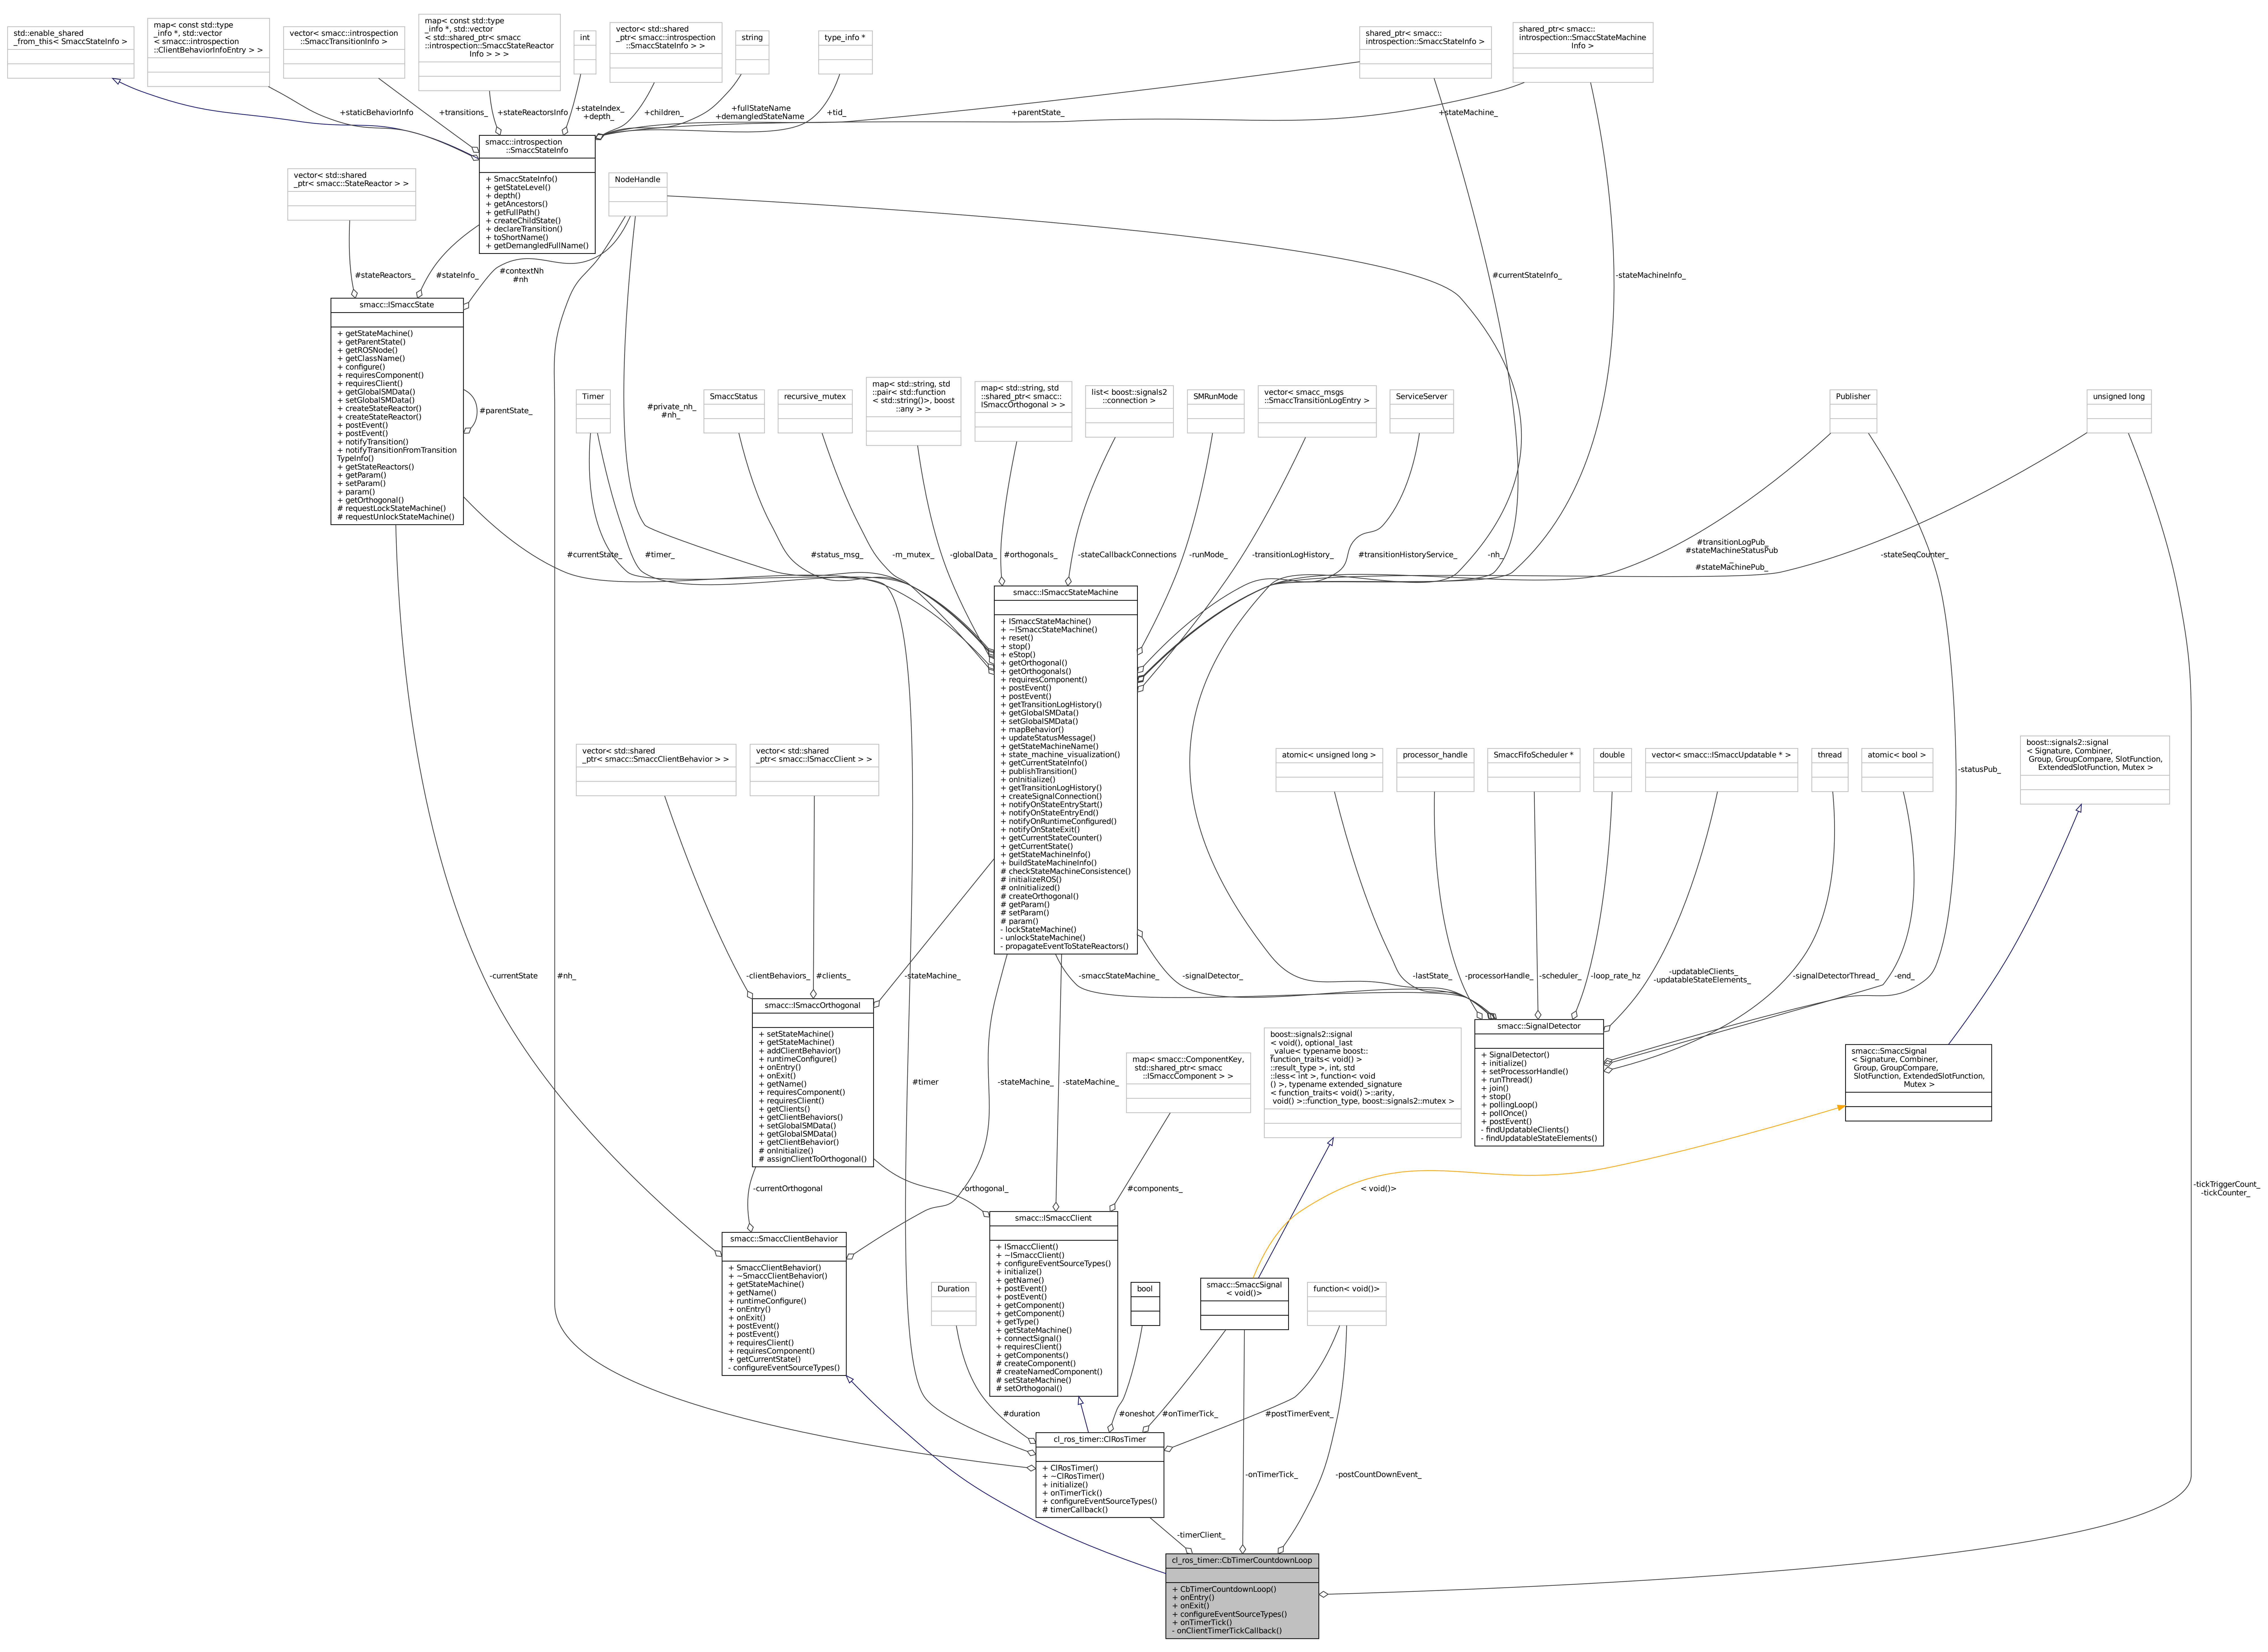 std::enable_shared
_from_this< SmaccStateInfo >
map< const std::type
_info *, std::vector
< smacc::introspection
::ClientBehaviorInfoEntry > >
vector< smacc::introspection
::SmaccTransitionInfo >
map< const std::type
_info *, std::vector
< std::shared_ptr< smacc
::introspection::SmaccStateReactor
Info > > >
int
vector< std::shared
_ptr< smacc::introspection
::SmaccStateInfo > >
string
type_info *
shared_ptr< smacc::
introspection::SmaccStateInfo >
shared_ptr< smacc::
introspection::SmaccStateMachine
Info >
+staticBehaviorInfo
+transitions_
+stateReactorsInfo
+stateIndex_
+depth_
+children_
+fullStateName
+demangledStateName
+tid_
+parentState_
+stateMachine_
smacc::introspection
::SmaccStateInfo
+ SmaccStateInfo()
+ getStateLevel()
+ depth()
+ getAncestors()
+ getFullPath()
+ createChildState()
+ declareTransition()
+ toShortName()
+ getDemangledFullName()
vector< std::shared
_ptr< smacc::StateReactor > >
NodeHandle
#stateReactors_
#stateInfo_
#contextNh
#nh
#currentStateInfo_
-stateMachineInfo_
smacc::ISmaccState
+ getStateMachine()
+ getParentState()
+ getROSNode()
+ getClassName()
+ configure()
+ requiresComponent()
+ requiresClient()
+ getGlobalSMData()
+ setGlobalSMData()
+ createStateReactor()
+ createStateReactor()
+ postEvent()
+ postEvent()
+ notifyTransition()
+ notifyTransitionFromTransition
TypeInfo()
+ getStateReactors()
+ getParam()
+ setParam()
+ param()
+ getOrthogonal()
# requestLockStateMachine()
# requestUnlockStateMachine()
#parentState_
Timer
#private_nh_
#nh_
SmaccStatus
recursive_mutex
map< std::string, std
::pair< std::function
< std::string()>, boost
::any > >
map< std::string, std
::shared_ptr< smacc::
ISmaccOrthogonal > >
list< boost::signals2
::connection >
SMRunMode
vector< smacc_msgs
::SmaccTransitionLogEntry >
ServiceServer
Publisher
unsigned long
#currentState_
#timer_
#status_msg_
-m_mutex_
-globalData_
#orthogonals_
-stateCallbackConnections
-runMode_
-transitionLogHistory_
#transitionHistoryService_
-nh_
#transitionLogPub_
#stateMachineStatusPub
_
#stateMachinePub_
-stateSeqCounter_
smacc::ISmaccStateMachine
+ ISmaccStateMachine()
+ ~ISmaccStateMachine()
+ reset()
+ stop()
+ eStop()
+ getOrthogonal()
+ getOrthogonals()
+ requiresComponent()
+ postEvent()
+ postEvent()
+ getTransitionLogHistory()
+ getGlobalSMData()
+ setGlobalSMData()
+ mapBehavior()
+ updateStatusMessage()
+ getStateMachineName()
+ state_machine_visualization()
+ getCurrentStateInfo()
+ publishTransition()
+ onInitialize()
+ getTransitionLogHistory()
+ createSignalConnection()
+ notifyOnStateEntryStart()
+ notifyOnStateEntryEnd()
+ notifyOnRuntimeConfigured()
+ notifyOnStateExit()
+ getCurrentStateCounter()
+ getCurrentState()
+ getStateMachineInfo()
+ buildStateMachineInfo()
# checkStateMachineConsistence()
# initializeROS()
# onInitialized()
# createOrthogonal()
# getParam()
# setParam()
# param()
- lockStateMachine()
- unlockStateMachine()
- propagateEventToStateReactors()
vector< std::shared
_ptr< smacc::SmaccClientBehavior > >
vector< std::shared
_ptr< smacc::ISmaccClient > >
atomic< unsigned long >
processor_handle
SmaccFifoScheduler *
double
vector< smacc::ISmaccUpdatable * >
thread
atomic< bool >
-statusPub_
boost::signals2::signal
< Signature, Combiner,
Group, GroupCompare, SlotFunction,
ExtendedSlotFunction, Mutex >
-currentState
#nh_
-clientBehaviors_
#clients_
-stateMachine_
-smaccStateMachine_
-signalDetector_
-lastState_
-processorHandle_
-scheduler_
-loop_rate_hz
-updatableClients_
-updatableStateElements_
-signalDetectorThread_
-end_
smacc::ISmaccOrthogonal
+ setStateMachine()
+ getStateMachine()
+ addClientBehavior()
+ runtimeConfigure()
+ onEntry()
+ onExit()
+ getName()
+ requiresComponent()
+ requiresClient()
+ getClients()
+ getClientBehaviors()
+ setGlobalSMData()
+ getGlobalSMData()
+ getClientBehavior()
# onInitialize()
# assignClientToOrthogonal()
#timer
-stateMachine_
-stateMachine_
map< smacc::ComponentKey,
std::shared_ptr< smacc
::ISmaccComponent > >
boost::signals2::signal
< void(), optional_last
_value< typename boost::
function_traits< void() >
::result_type >, int, std
::less< int >, function< void
() >, typename extended_signature
< function_traits< void() >::arity,
void() >::function_type, boost::signals2::mutex >
smacc::SignalDetector
+ SignalDetector()
+ initialize()
+ setProcessorHandle()
+ runThread()
+ join()
+ stop()
+ pollingLoop()
+ pollOnce()
+ postEvent()
- findUpdatableClients()
- findUpdatableStateElements()
smacc::SmaccSignal
< Signature, Combiner,
Group, GroupCompare,
SlotFunction, ExtendedSlotFunction,
Mutex >
-currentOrthogonal
-orthogonal_
#components_
< void()>
-tickTriggerCount_
-tickCounter_
smacc::SmaccClientBehavior
+ SmaccClientBehavior()
+ ~SmaccClientBehavior()
+ getStateMachine()
+ getName()
+ runtimeConfigure()
+ onEntry()
+ onExit()
+ postEvent()
+ postEvent()
+ requiresClient()
+ requiresComponent()
+ getCurrentState()
- configureEventSourceTypes()
smacc::ISmaccClient
+ ISmaccClient()
+ ~ISmaccClient()
+ configureEventSourceTypes()
+ initialize()
+ getName()
+ postEvent()
+ postEvent()
+ getComponent()
+ getComponent()
+ getType()
+ getStateMachine()
+ connectSignal()
+ requiresClient()
+ getComponents()
# createComponent()
# createNamedComponent()
# setStateMachine()
# setOrthogonal()
Duration
bool
smacc::SmaccSignal
< void()>
function< void()>
#duration
#oneshot
#onTimerTick_
#postTimerEvent_
cl_ros_timer::ClRosTimer
+ ClRosTimer()
+ ~ClRosTimer()
+ initialize()
+ onTimerTick()
+ configureEventSourceTypes()
# timerCallback()
-onTimerTick_
-postCountDownEvent_
-timerClient_
cl_ros_timer::CbTimerCountdownLoop
+ CbTimerCountdownLoop()
+ onEntry()
+ onExit()
+ configureEventSourceTypes()
+ onTimerTick()
- onClientTimerTickCallback()